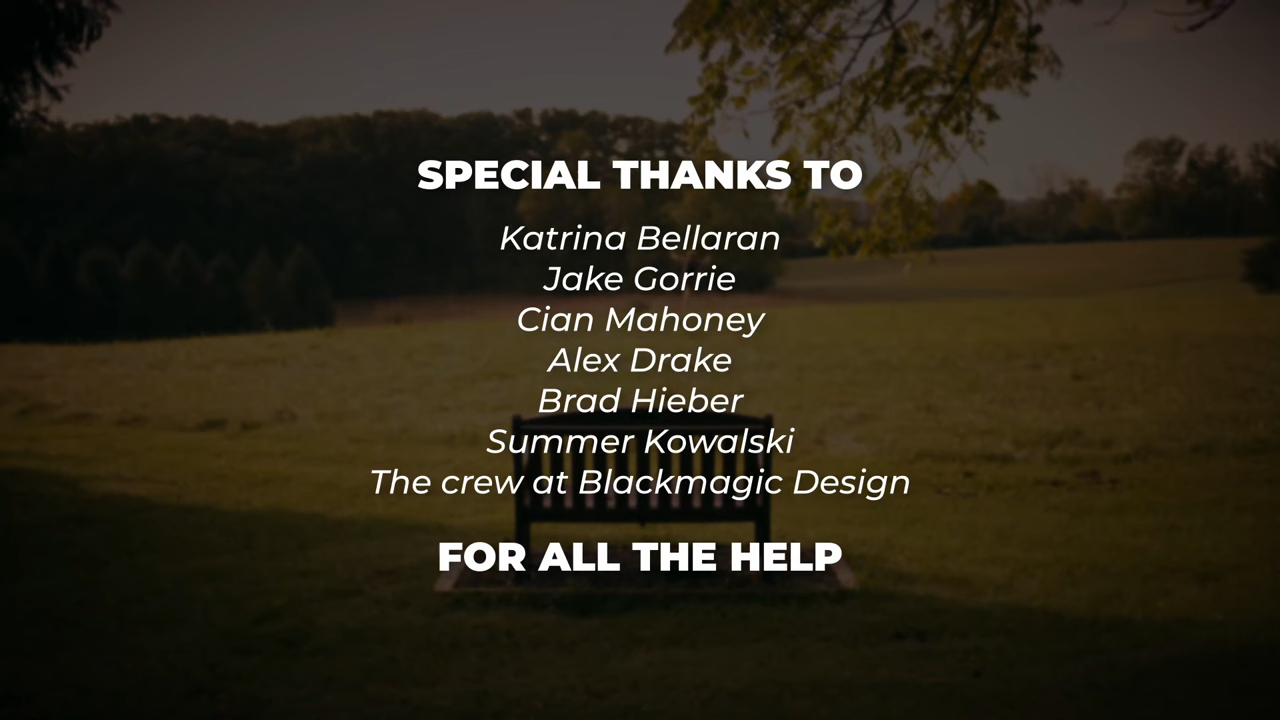 SPECIAL THANKS TO
Katrina Bellaran
Jake Gorrie
Cian Mahoney
Alex Drake
Brad Hieber
Summer Kowalski
The crew at Blackmagic Design
FOR ALL THE HELP